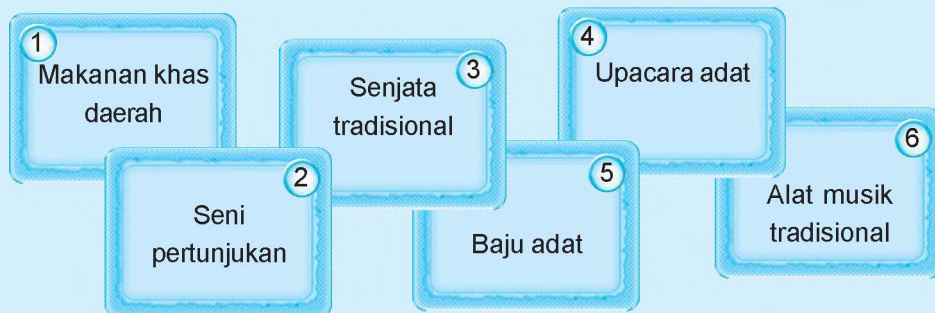 1
Makanan khas
daerah
2
Seni
pertunjukan
3
Senjata
tradisional
4
Upacara adat
5
Baju adat
6
Alat musik
tradisional